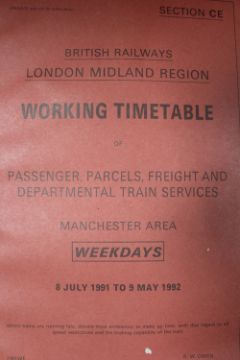 SECTION CE
BRITISH RAILWAYS
LONDON MIDLAND REGION
WORKING TIMETABLE
OF
PASSENGER, PARCELS, FREIGHT AND
DEPARTMENTAL TRAIN SERVICES
MANCHESTER AREA
WEEKDAYS
8 JULY 1991 TO 9 MAY 1992